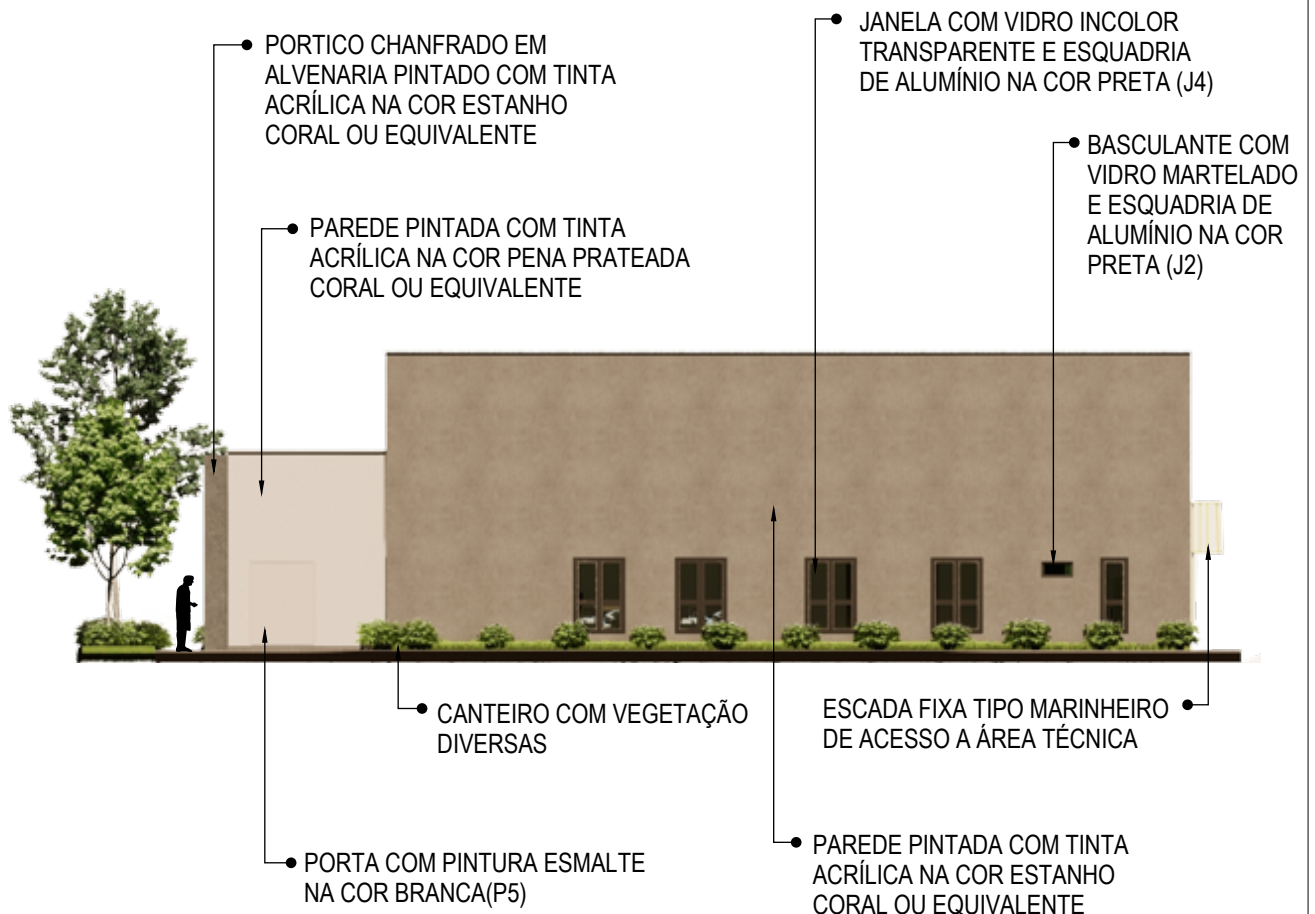 PORTICO CHANFRADO EM
ALVENARIA PINTADO COM TINTA
ACRÍLICA NA COR ESTANHO
CORAL OU EQUIVALENTE
JANELA COM VIDRO INCOLOR
TRANSPARENTE E ESQUADRIA
DE ALUMÍNIO NA COR PRETA (J4)
BASCULANTE COM
VIDRO MARTELADO
E ESQUADRIA DE
ALUMÍNIO NA COR
PRETA (J2)
PAREDE PINTADA COM TINTA
ACRÍLICA NA COR PENA PRATEADA
CORAL OU EQUIVALENTE
CANTEIRO COM VEGETAÇÃO
DIVERSAS
ESCADA FIXA TIPO MARINHEIRO
DE ACESSO A ÁREA TÉCNICA
PORTA COM PINTURA ESMALTE
NA COR BRANCA(P5)
PAREDE PINTADA COM TINTA
ACRÍLICA NA COR ESTANHO
CORAL OU EQUIVALENTE